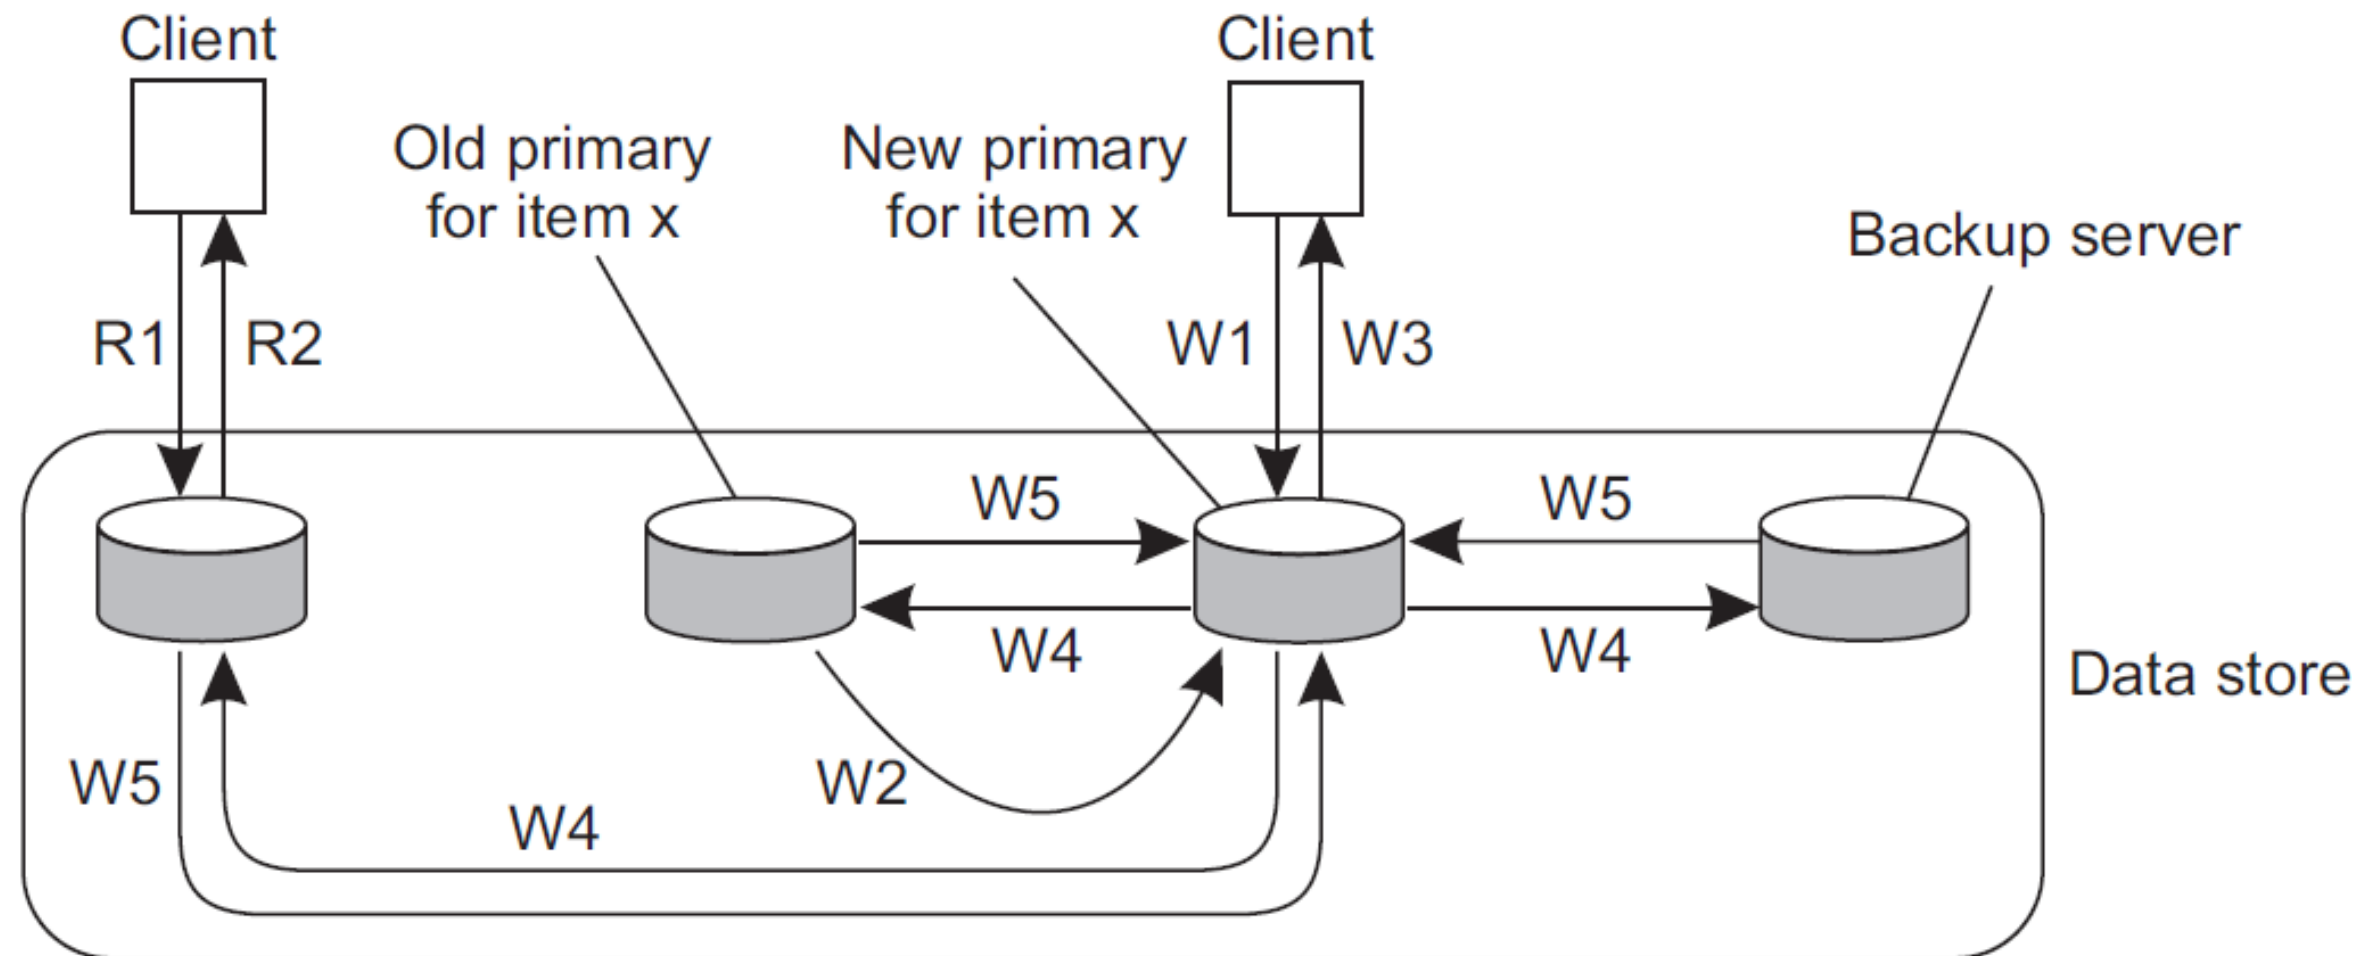 Client
Client
Old primary
for item x
New primary
for item x
Backup server
R1
R2
W1
W3
W5
W5
W4
W4
Data store
W5
W2
W4